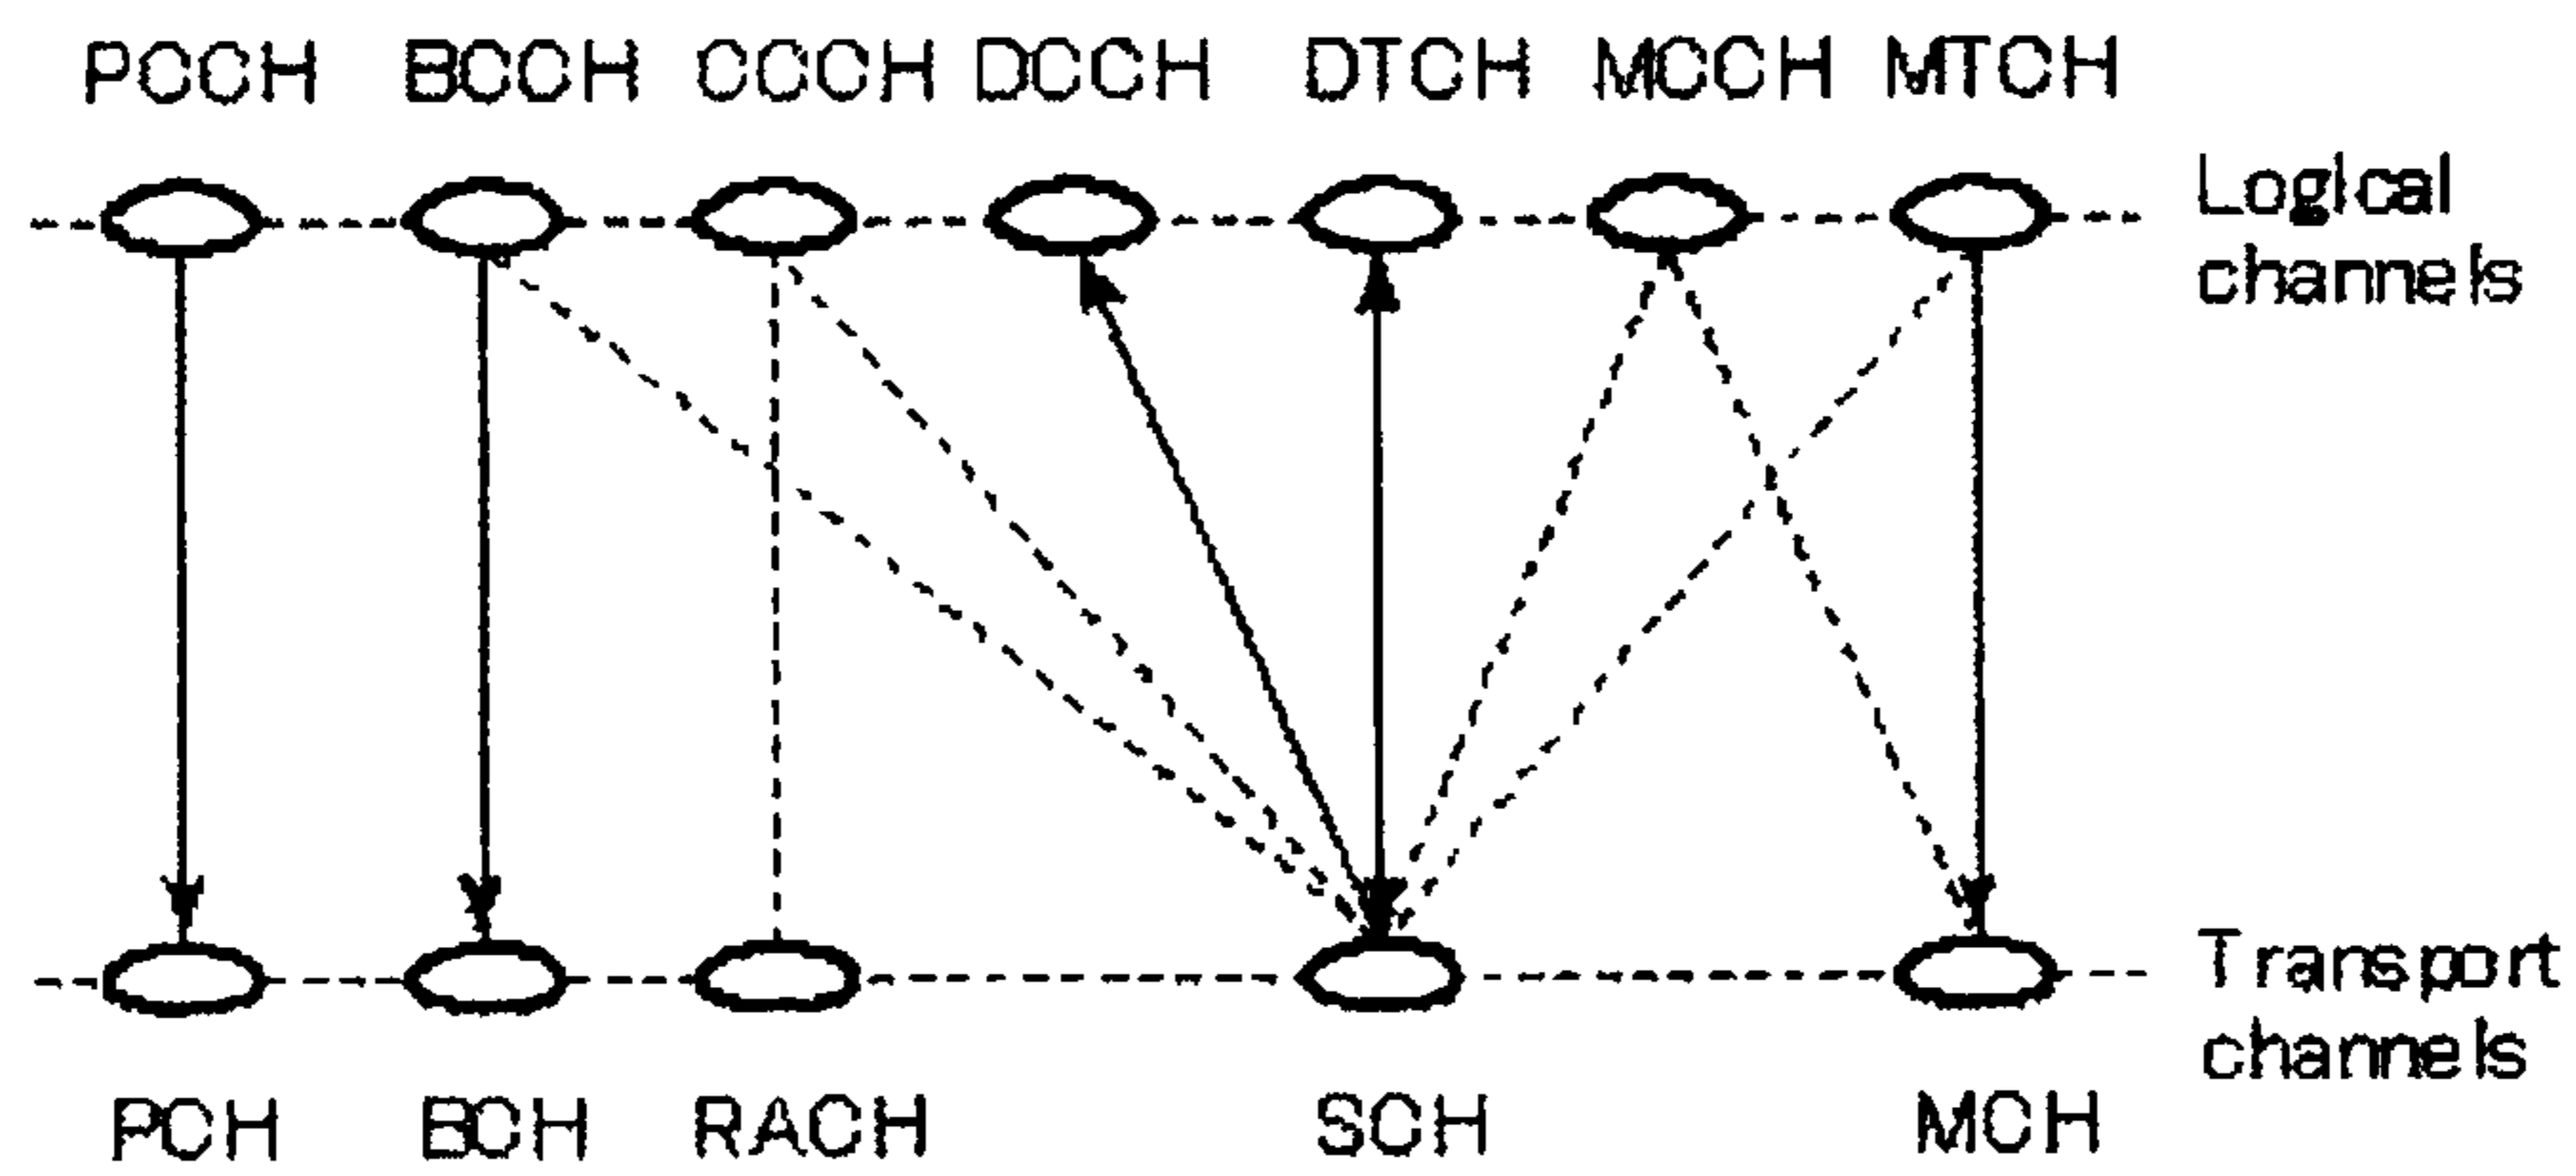 PCCH BCCH CCCH DCCH DTCH MCCH MTCH
Logical
channels
Transport
channels
PCH BCH RACH SCH MCH